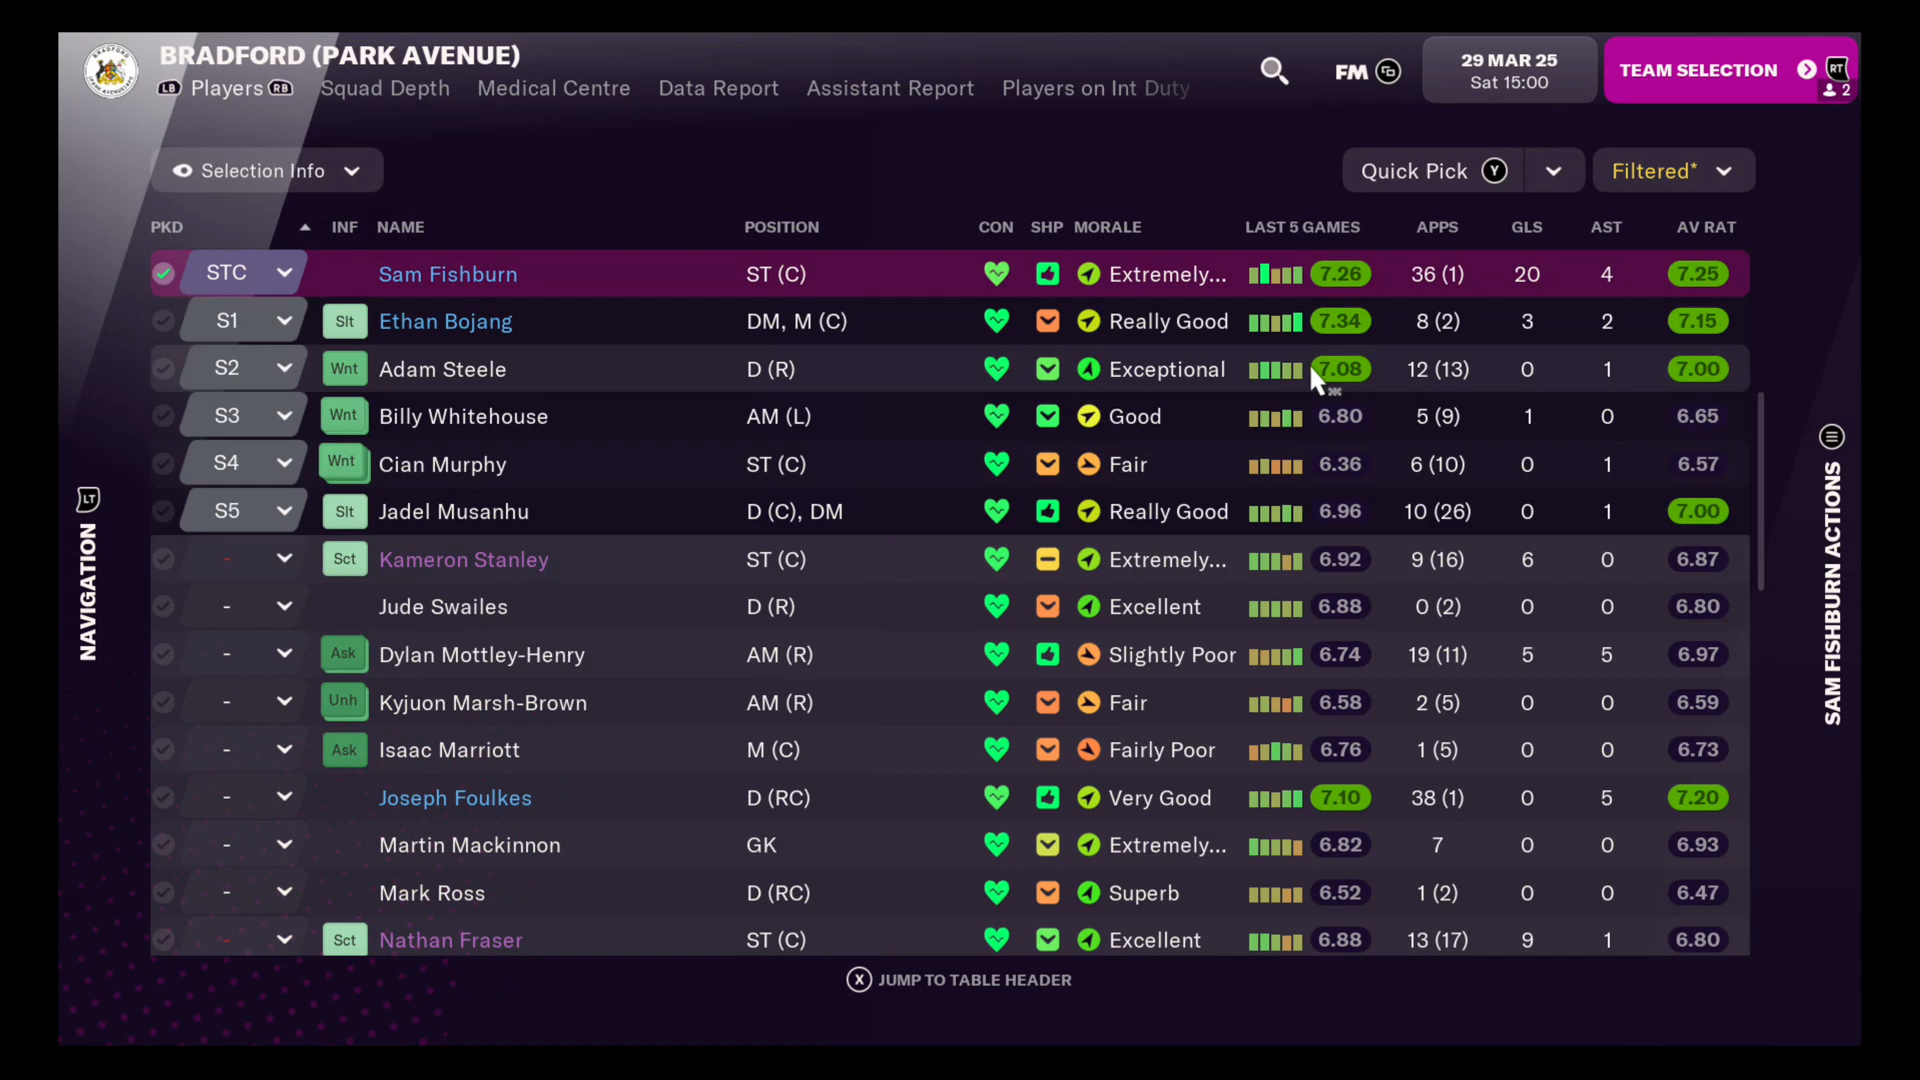 BRADFORD (PARK AVENUE)
LB Players RB Squad Depth Medical Centre Data Report Assistant Report Players on Int Duty
FM
29 MAR 25
Sat 15:00
TEAM SELECTION RT
2
Selection Info
Quick Pick Y
Filtered*
PKD INF NAME POSITION CON SHP MORALE LAST 5 GAMES APPS GLS AST AV RAT
STC Sam Fishburn ST (C) Extremely... 7.26 36 (1) 20 4 7.25
S1 Slt Ethan Bojang DM, M (C) Really Good 7.34 8 (2) 3 2 7.15
S2 Wnt Adam Steele D (R) Exceptional 7.08 12 (13) 0 1 7.00
S3 Wnt Billy Whitehouse AM (L) Good 6.80 5 (9) 1 0 6.65
S4 Wnt Cian Murphy ST (C) Fair 6.36 6 (10) 0 1 6.57
S5 Slt Jadel Musanhu D (C), DM Really Good 6.96 10 (26) 0 1 7.00
- Sct Kameron Stanley ST (C) Extremely... 6.92 9 (16) 6 0 6.87
- Jude Swailes D (R) Excellent 6.88 0 (2) 0 0 6.80
- Ask Dylan Mottley-Henry AM (R) Slightly Poor 6.74 19 (11) 5 5 6.97
- Unh Kyjuon Marsh-Brown AM (R) Fair 6.58 2 (5) 0 0 6.59
- Ask Isaac Marriott M (C) Fairly Poor 6.76 1 (5) 0 0 6.73
- Joseph Foulkes D (RC) Very Good 7.10 38 (1) 0 5 7.20
- Martin Mackinnon GK Extremely... 6.82 7 0 0 6.93
- Mark Ross D (RC) Superb 6.52 1 (2) 0 0 6.47
- Sct Nathan Fraser ST (C) Excellent 6.88 13 (17) 9 1 6.80
X JUMP TO TABLE HEADER
LT
NAVIGATION
SAM FISHBURN ACTIONS